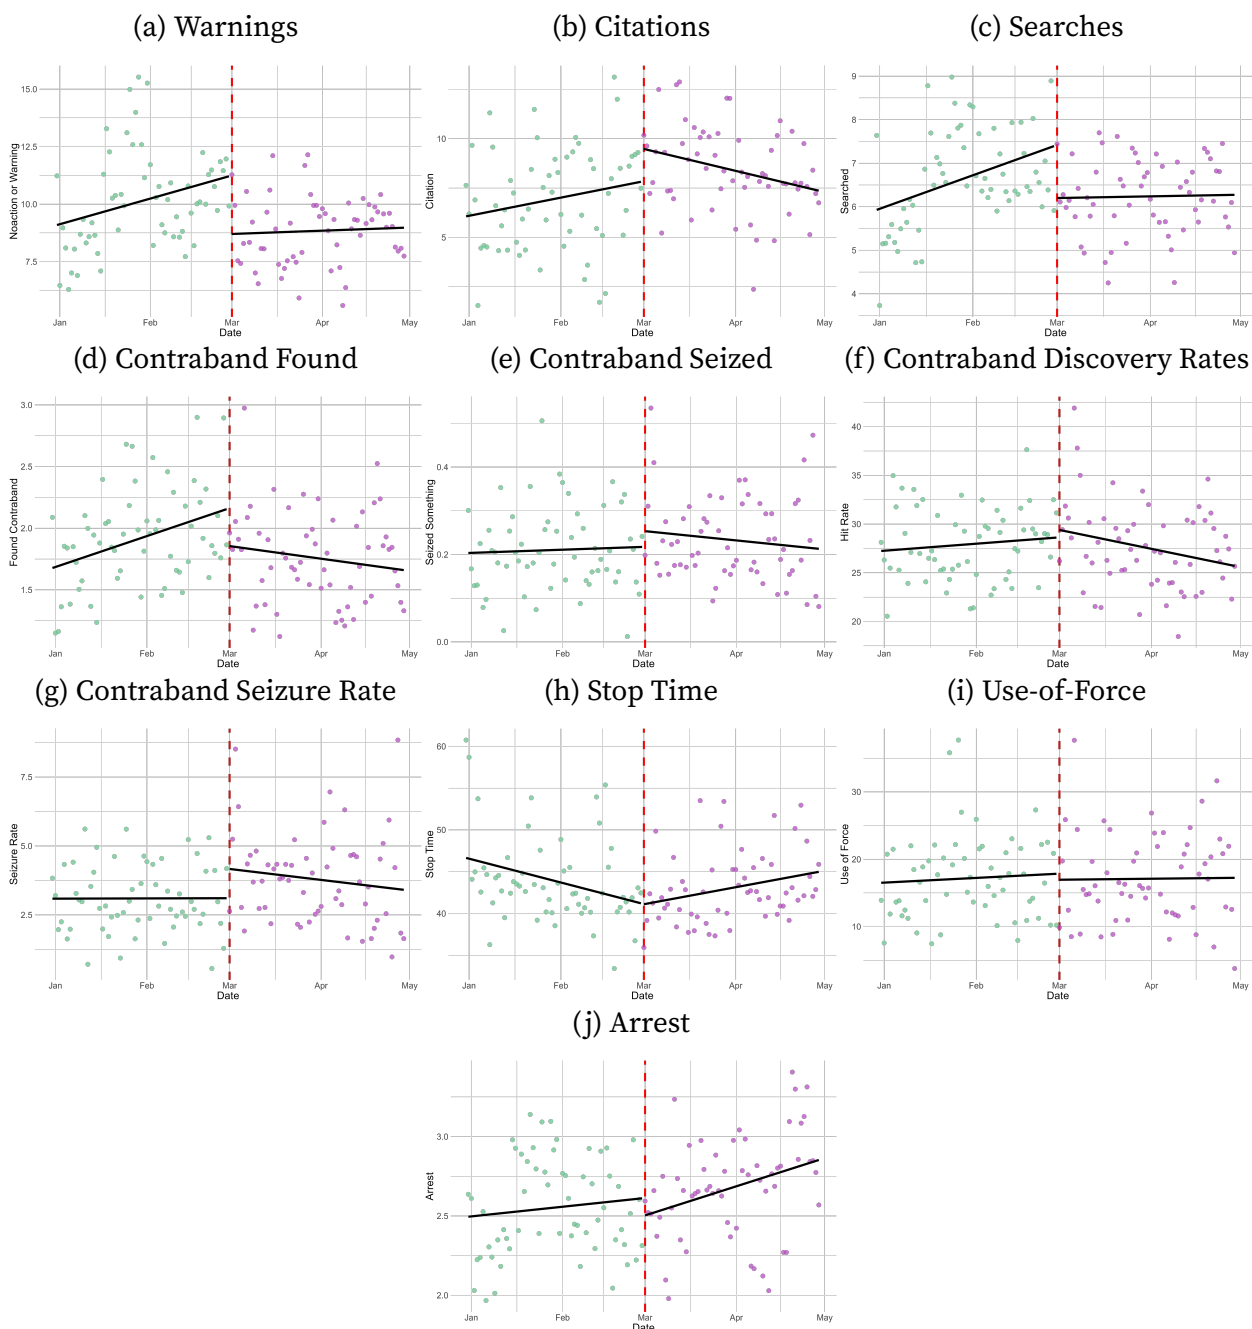 (a) Warnings
(b) Citations
(c) Searches
Noaction or Warning
15.0
12.5
10.0
7.5
Jan
Feb
Mar
Apr
May
Date
Citation
10
5
Jan
Feb
Mar
Apr
May
Date
Searched
9
8
7
6
5
4
Jan
Feb
Mar
Apr
May
Date
(d) Contraband Found
(e) Contraband Seized
(f) Contraband Discovery Rates
Found Contraband
3.0
2.5
2.0
1.5
Jan
Feb
Mar
Apr
May
Date
Seized Something
0.4
0.2
0.0
Jan
Feb
Mar
Apr
May
Date
Hit Rate
40
35
30
25
20
Jan
Feb
Mar
Apr
May
Date
(g) Contraband Seizure Rate
(h) Stop Time
(i) Use-of-Force
Seizure Rate
7.5
5.0
2.5
Jan
Feb
Mar
Apr
May
Date
Stop Time
60
50
40
Jan
Feb
Mar
Apr
May
Date
Use of Force
30
20
10
Jan
Feb
Mar
Apr
May
Date
(j) Arrest
Arrest
3.0
2.5
2.0
Jan
Feb
Mar
Apr
May
Date